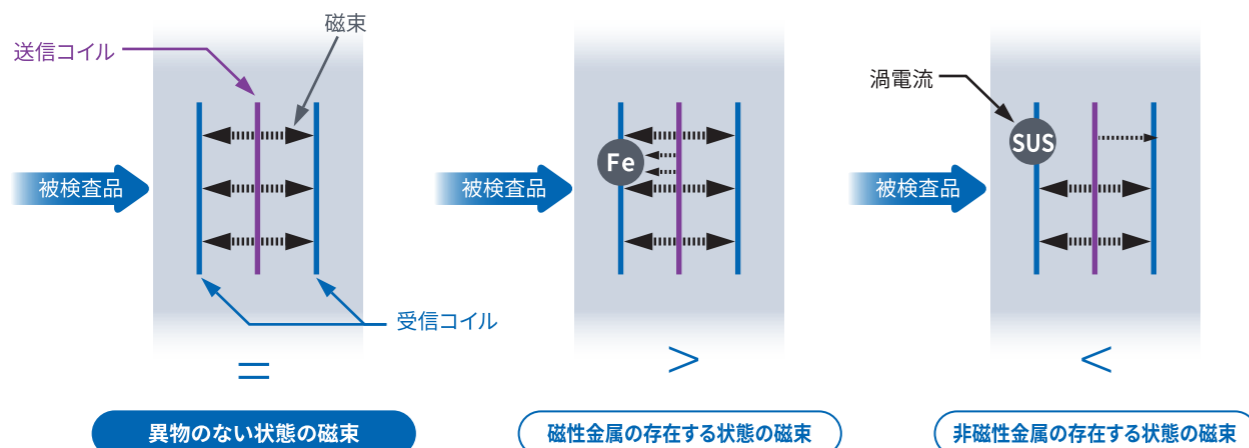 磁束
送信コイル
被検査品
受信コイル
=
異物のない状態の磁束
被検査品
Fe
>
磁性金属の存在する状態の磁束
渦電流
SUS
被検査品
<
非磁性金属の存在する状態の磁束